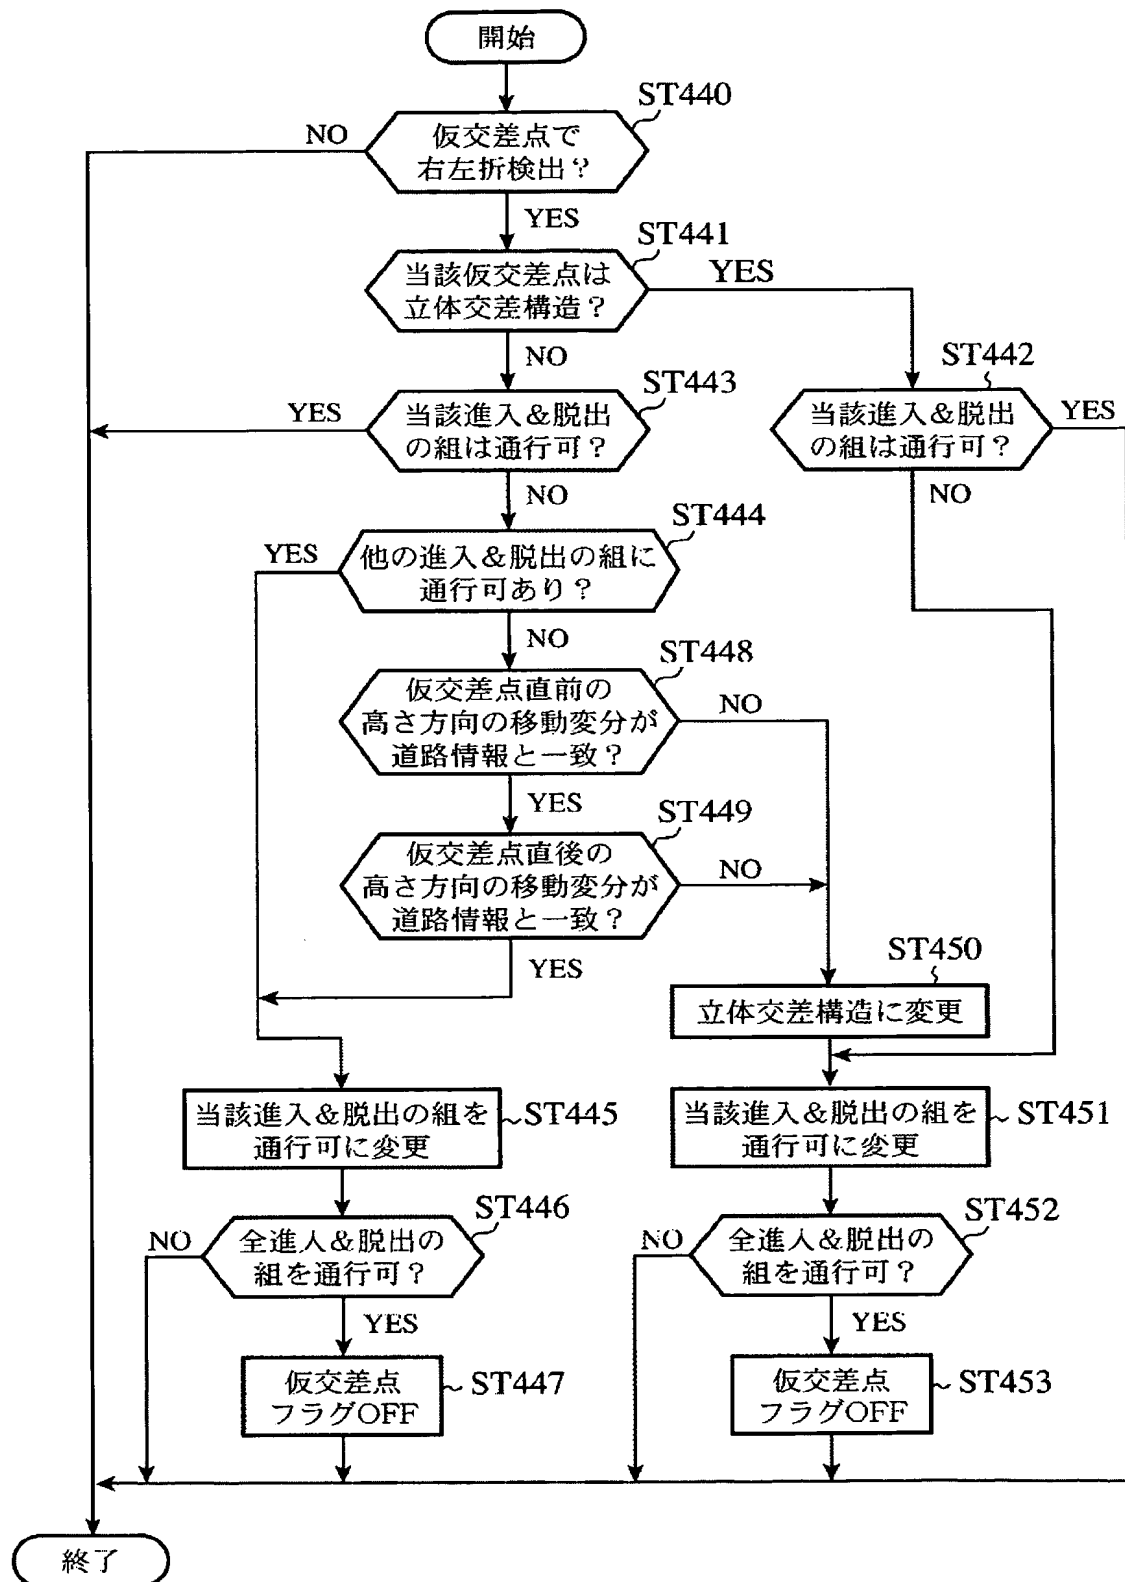 開始
ST440
仮交差点で
右左折検出?
NO
YES
ST441
当該仮交差点は
立体交差構造?
YES
NO
ST442
当該進入&脱出
の組は通行可?
YES
NO
ST443
当該進入&脱出
の組は通行可?
YES
NO
ST444
他の進入&脱出の組に
通行可あり?
YES
NO
ST448
仮交差点直前の
高さ方向の移動変分が
道路情報と一致?
NO
YES
ST449
仮交差点直後の
高さ方向の移動変分が
道路情報と一致?
NO
YES
ST450
立体交差構造に変更
当該進入&脱出の組を
通行可に変更
ST445
当該進入&脱出の組を
通行可に変更
ST451
ST446
全進人&脱出の
組を通行可?
NO
YES
ST452
全進人&脱出の
組を通行可?
NO
YES
仮交差点
フラグOFF
ST447
仮交差点
フラグOFF
ST453
終了